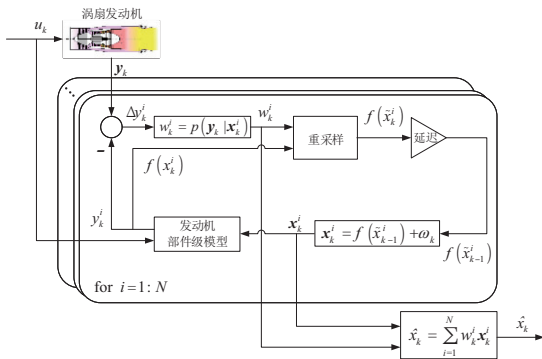 涡扇发动机
u_k
y_k
Δy_k^i
w_k^i = p(y_k | x_k^i)
w_k^i
重采样
f(x̃_k^i)
延迟
f(x_k^i)
−
y_k^i
发动机
部件级模型
x_k^i
x_k^i = f(x̃_{k-1}^i) + ω_k
f(x̃_{k-1}^i)
for i=1: N
x̂_k = ∑_{i=1}^{N} w_k^i x_k^i
x̂_k